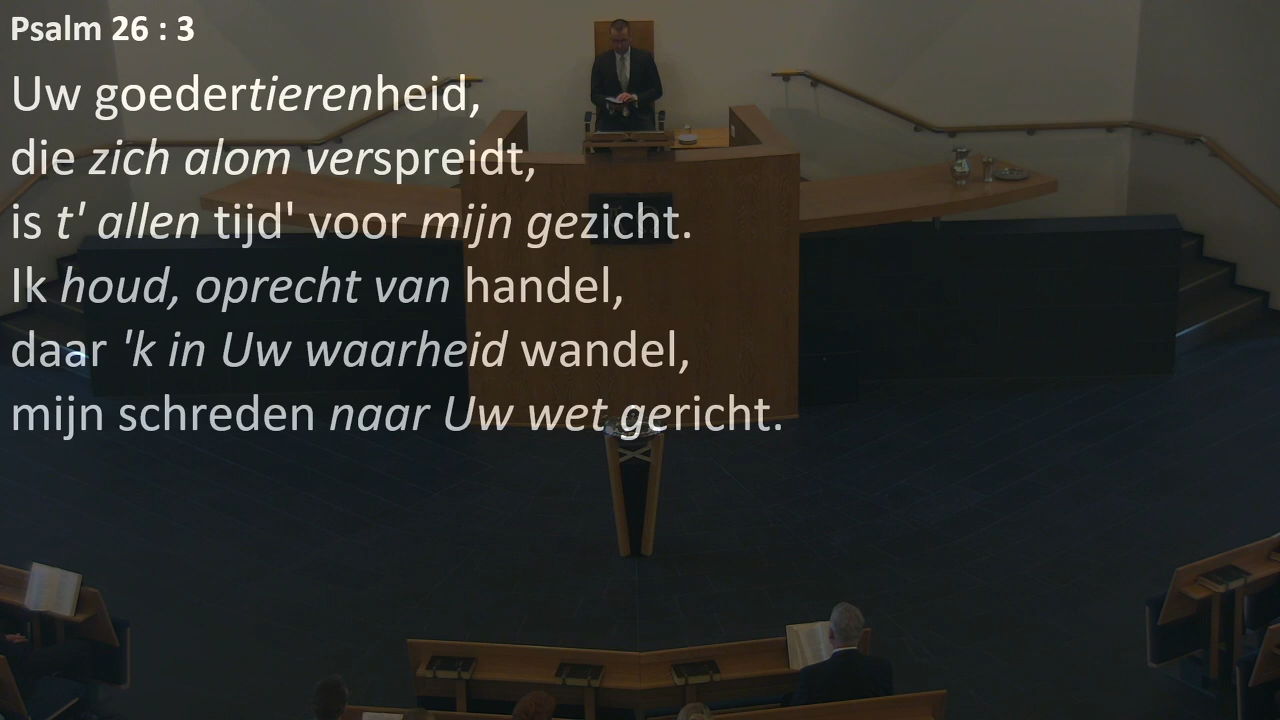 Psalm 26 : 3
Uw goedertierenheid,
die zich alom verspreidt,
is t' allen tijd' voor mijn gezicht.
Ik houd, oprecht van handel,
daar 'k in Uw waarheid wandel,
mijn schreden naar Uw wet gericht.